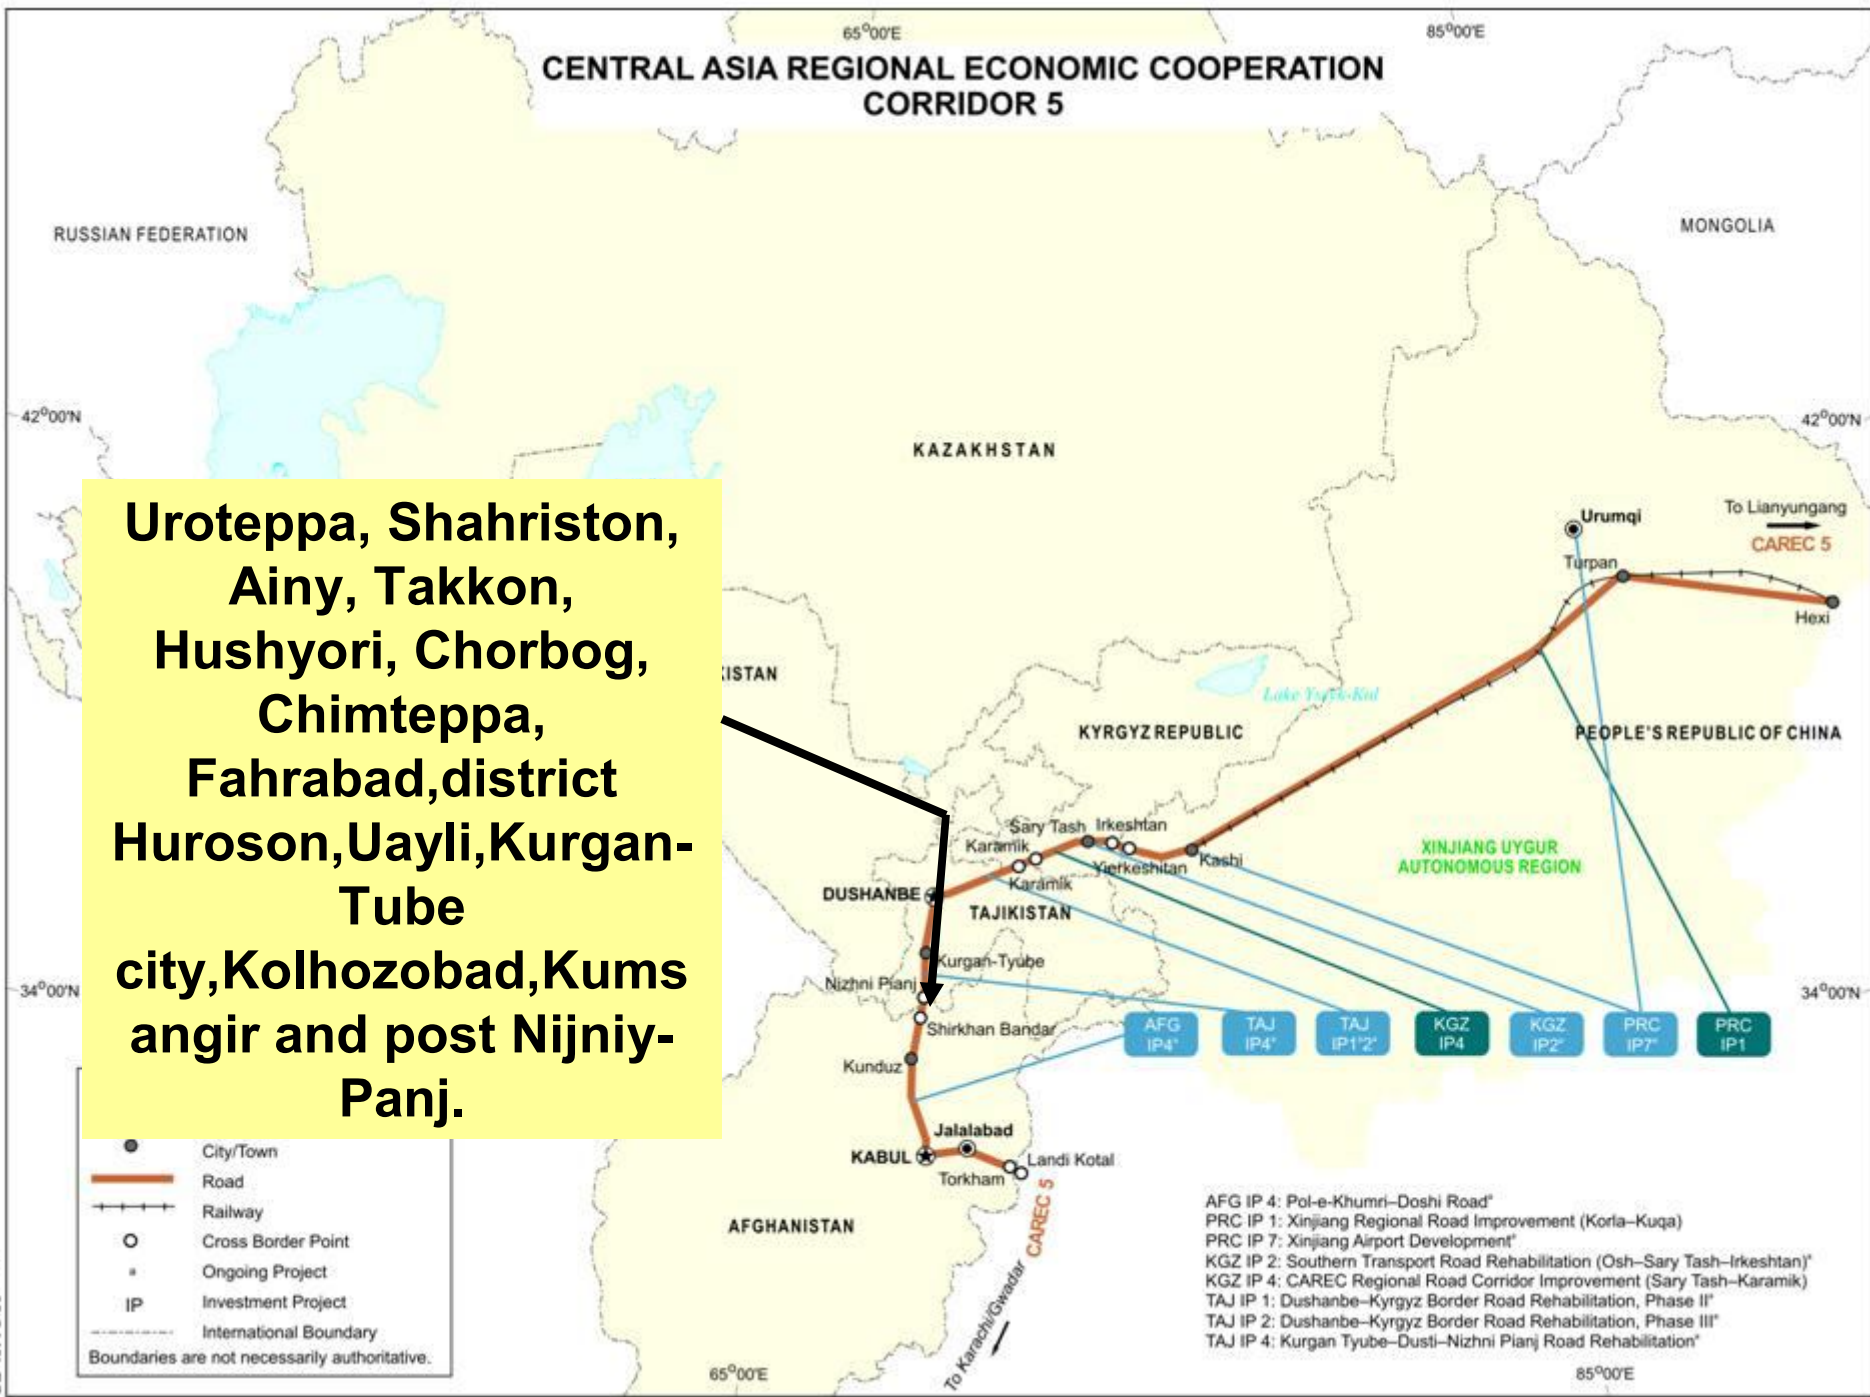 65°00'E
85°00'E
CENTRAL ASIA REGIONAL ECONOMIC COOPERATION
CORRIDOR 5
RUSSIAN FEDERATION
MONGOLIA
42°00'N
42°00'N
KAZAKHSTAN
Uroteppa, Shahriston,
Ainy, Takkon,
Hushyori, Chorbog,
Chimteppa,
Fahrabad,district
Huroson,Uayli,Kurgan-
Tube
city,Kolhozobad,Kums
angir and post Nijniy-
Panj.
Urumqi
To Lianyungang
CAREC 5
Turpan
Hexi
KISTAN
Lake Yssyk-Kul
KYRGYZ REPUBLIC
PEOPLE'S REPUBLIC OF CHINA
Sary Tash
Irkeshtan
Karamik
Karamik
Yierkeshitan
Kashi
XINJIANG UYGUR
AUTONOMOUS REGION
DUSHANBE
TAJIKISTAN
Kurgan-Tyube
Nizhni Pianj
34°00'N
34°00'N
Shirkhan Bandar
AFG
IP4*
TAJ
IP4*
TAJ
IP1*2*
KGZ
IP4
KGZ
IP2*
PRC
IP7*
PRC
IP1
Kunduz
Jalalabad
KABUL
Landi Kotal
Torkham
CAREC 5
To Karachi/Gwadar
AFGHANISTAN
City/Town
Road
Railway
Cross Border Point
* Ongoing Project
IP Investment Project
International Boundary
Boundaries are not necessarily authoritative.
AFG IP 4: Pol-e-Khumri–Doshi Road*
PRC IP 1: Xinjiang Regional Road Improvement (Korla–Kuqa)
PRC IP 7: Xinjiang Airport Development*
KGZ IP 2: Southern Transport Road Rehabilitation (Osh–Sary Tash–Irkeshtan)*
KGZ IP 4: CAREC Regional Road Corridor Improvement (Sary Tash–Karamik)
TAJ IP 1: Dushanbe–Kyrgyz Border Road Rehabilitation, Phase II*
TAJ IP 2: Dushanbe–Kyrgyz Border Road Rehabilitation, Phase III*
TAJ IP 4: Kurgan Tyube–Dusti–Nizhni Pianj Road Rehabilitation*
65°00'E
85°00'E